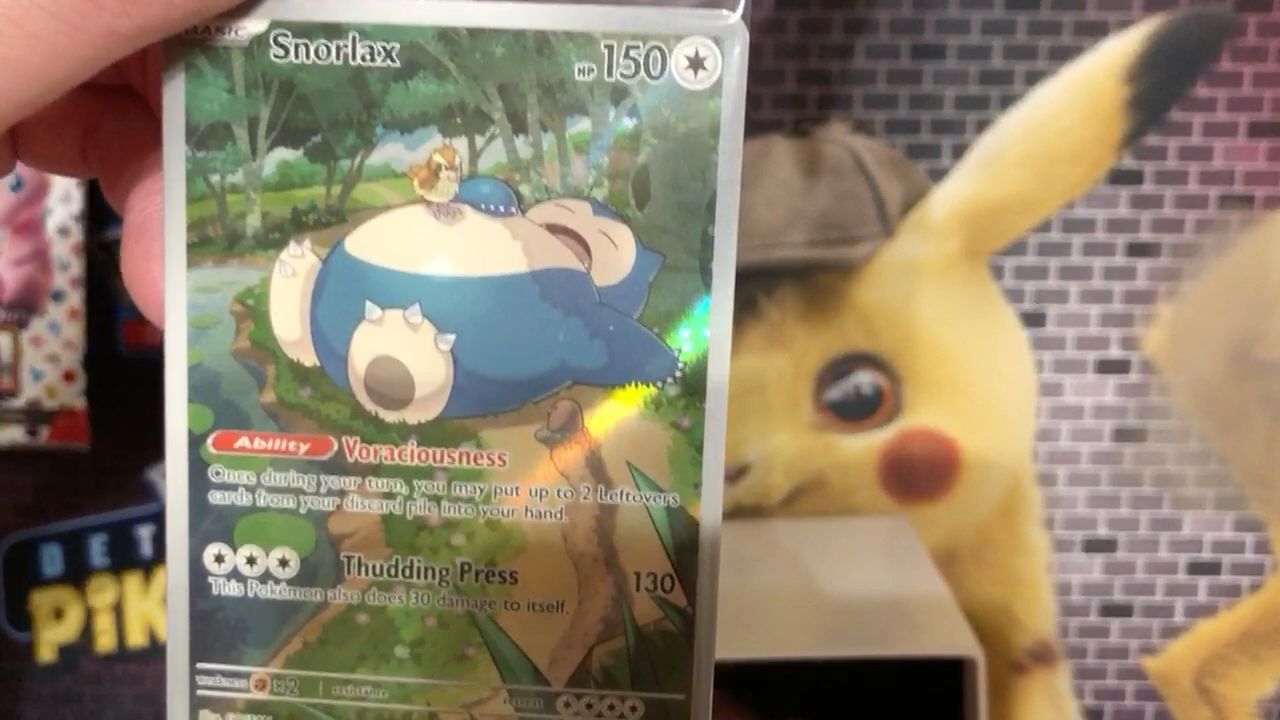 BASIC Snorlax HP 150
Ability Voraciousness
Once during your turn, you may put up to 2 Leftovers
cards from your discard pile into your hand.
Thudding Press 130
This Pokémon also does 30 damage to itself.
weakness ×2 resistance
retreat
DET
PiK